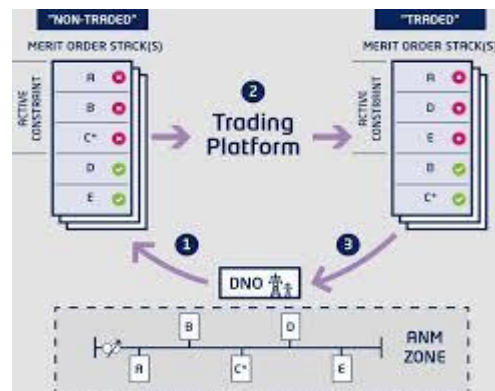 "NON-TRADED"
MERIT ORDER STACK(S)
ACTIVE
CONSTRAINT
A
B
C*
D
E
2
Trading
Platform
"TRADED"
MERIT ORDER STACK(S)
ACTIVE
CONSTRAINT
A
D
E
B
C*
1
3
DNO
B
D
A
C*
E
ANM
ZONE